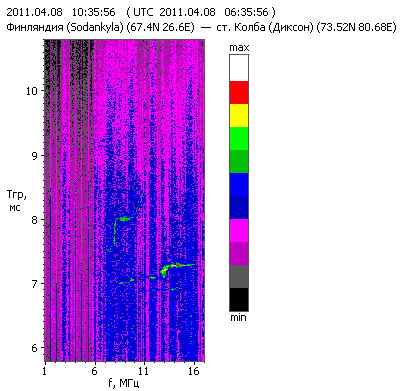 2011.04.08 10:35:56 ( UTC 2011.04.08 06:35:56 )
Финляндия (Sodankyla) (67.4N 26.6E) — ст. Колба (Диксон) (73.52N 80.68E)
max
10
9
Tгр,
мс
8
7
6
min
1 6 11 16
f, МГц